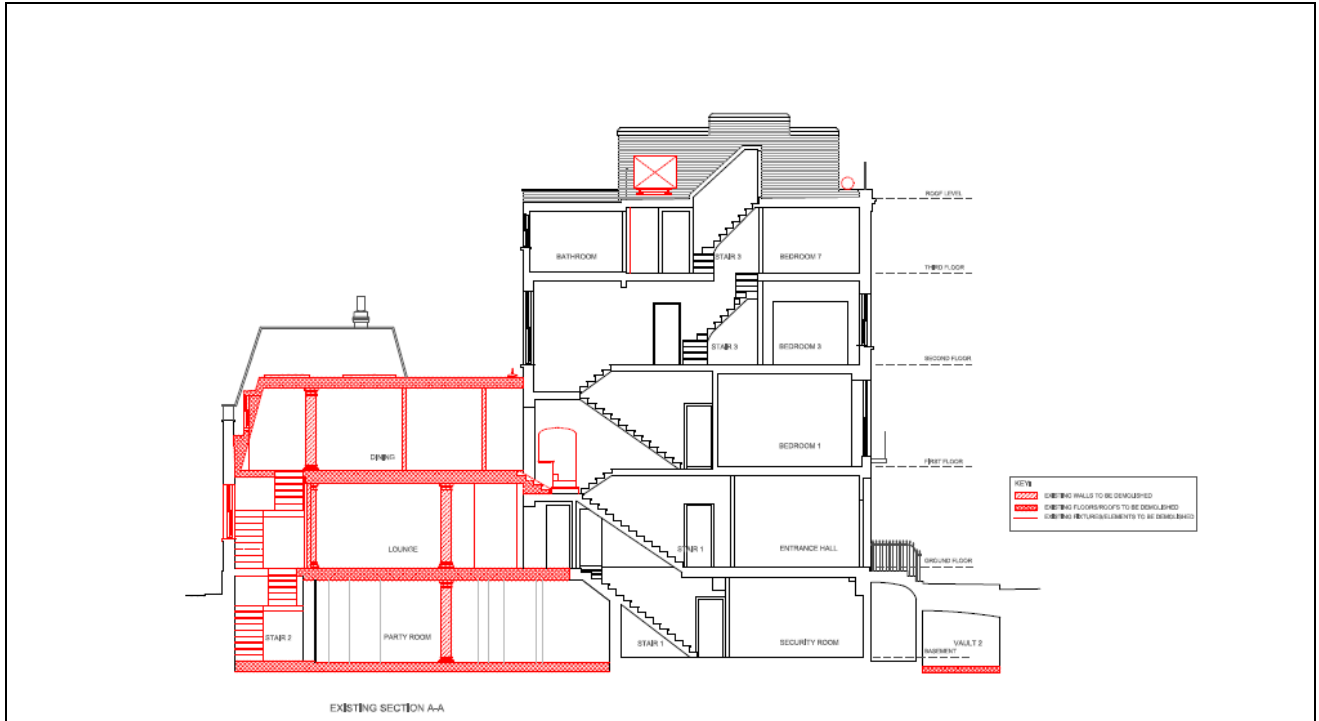 ROOF LEVEL
BATHROOM
STAIR 3
BEDROOM 7
THIRD FLOOR
STAIR 3
BEDROOM 3
SECOND FLOOR
BEDROOM 1
DINING
FIRST FLOOR
KEY:
EXISTING WALLS TO BE DEMOLISHED
EXISTING FLOORS/ROOFS TO BE DEMOLISHED
EXISTING FIXTURES/ELEMENTS TO BE DEMOLISHED
LOUNGE
STAIR 1
ENTRANCE HALL
GROUND FLOOR
STAIR 2
PARTY ROOM
STAIR 1
SECURITY ROOM
VAULT 2
BASEMENT
EXISTING SECTION A-A